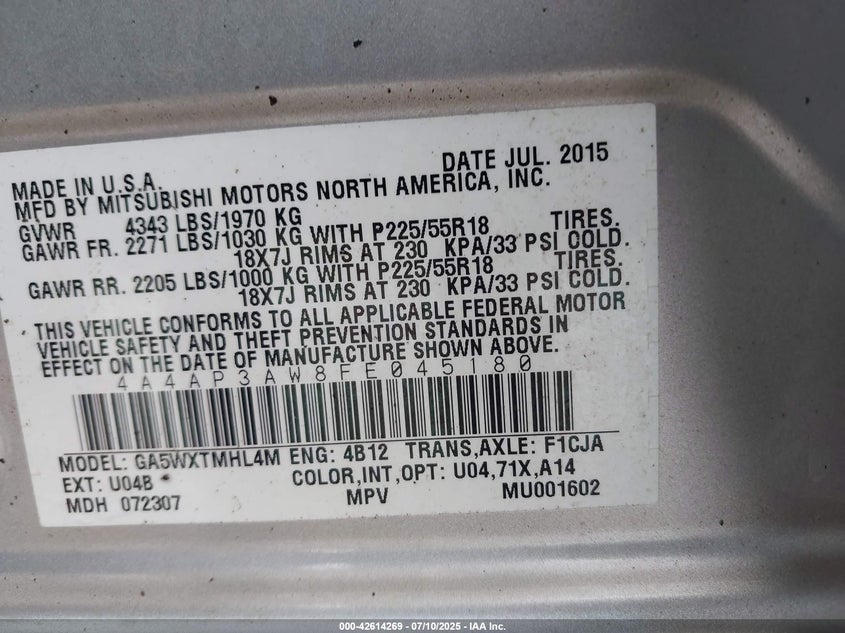 DATE JUL. 2015
MADE IN U.S.A.
MFD BY MITSUBISHI MOTORS NORTH AMERICA, INC.
GVWR 4343 LBS/1970 KG
GAWR FR. 2271 LBS/1030 KG WITH P225/55R18 TIRES.
18X7J RIMS AT 230 KPA/33 PSI COLD.
GAWR RR. 2205 LBS/1000 KG WITH P225/55R18 TIRES.
18X7J RIMS AT 230 KPA/33 PSI COLD.
THIS VEHICLE CONFORMS TO ALL APPLICABLE FEDERAL MOTOR
VEHICLE SAFETY AND THEFT PREVENTION STANDARDS IN
EFFECT ON THE DATE OF MANUFACTURE SHOWN ABOVE.
4A4AP3AW8FE045180
MODEL: GA5WXTMHL4M ENG: 4B12 TRANS,AXLE: F1CJA
EXT: U04B COLOR,INT,OPT: U04,71X,A14
MDH 072307 MPV MU001602
000-42614269 - 07/10/2025 - IAA Inc.